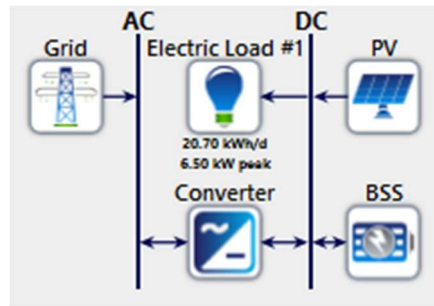 AC DC
Grid Electric Load #1 PV
20.70 kWh/d
6.50 kW peak
Converter BSS